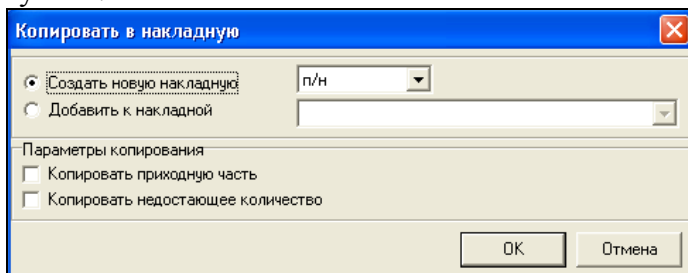 Копировать в накладную
Создать новую накладную п/н
Добавить к накладной
Параметры копирования
Копировать приходную часть
Копировать недостающее количество
OK Отмена